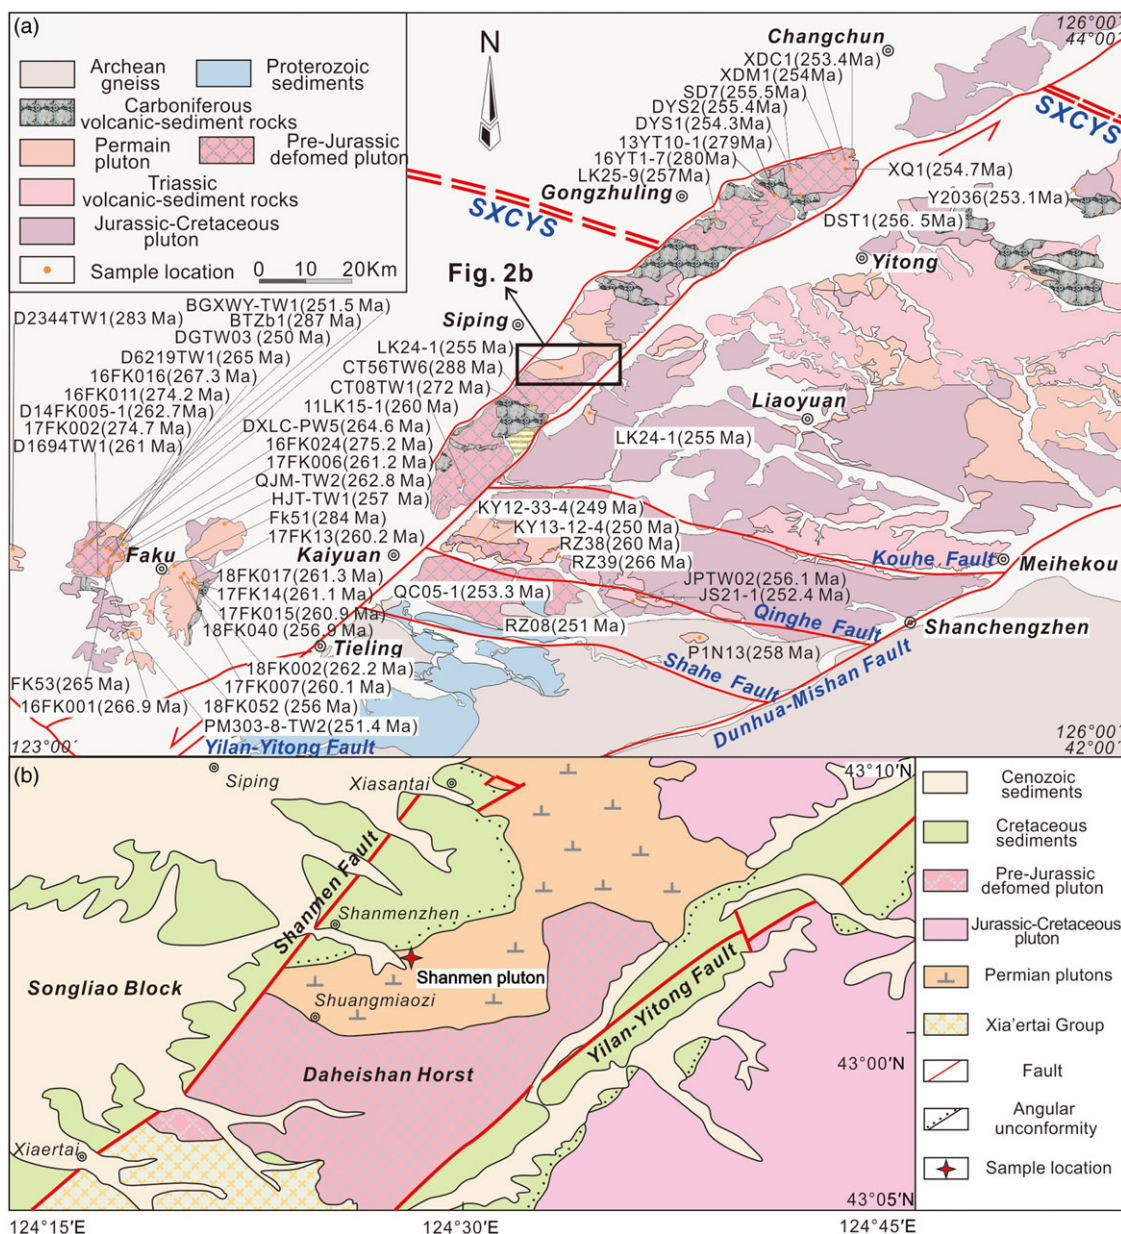 (a)
Archean
gneiss
Proterozoic
sediments
Carboniferous
volcanic-sediment rocks
Permain
pluton
Pre-Jurassic
defomed pluton
Triassic
volcanic-sediment rocks
Jurassic-Cretaceous
pluton
Sample location
0 10 20Km
N
126°00´
44°00´
Changchun
XDC1(253.4Ma)
XDM1(254Ma)
SD7(255.5Ma)
DYS2(255.4Ma)
DYS1(254.3Ma)
13YT10-1(279Ma)
16YT1-7(280Ma)
LK25-9(257Ma)
Gongzhuling
SXCYS
SXCYS
XQ1(254.7Ma)
Y2036(253.1Ma)
DST1(256. 5Ma)
Yitong
Fig. 2b
Siping
LK24-1(255 Ma)
CT56TW6(288 Ma)
CT08TW1(272 Ma)
11LK15-1(260 Ma)
DXLC-PW5(264.6 Ma)
16FK024(275.2 Ma)
17FK006(261.2 Ma)
QJM-TW2(262.8 Ma)
HJT-TW1(257 Ma)
Fk51(284 Ma)
17FK13(260.2 Ma)
BGXWY-TW1(251.5 Ma)
D2344TW1(283 Ma)
BTZb1(287 Ma)
DGTW03 (250 Ma)
D6219TW1(265 Ma)
16FK016(267.3 Ma)
16FK011(274.2 Ma)
D14FK005-1(262.7Ma)
17FK002(274.7 Ma)
D1694TW1(261 Ma)
Liaoyuan
LK24-1(255 Ma)
KY12-33-4(249 Ma)
KY13-12-4(250 Ma)
RZ38(260 Ma)
RZ39(266 Ma)
Kouhe Fault
Meihekou
Faku
Kaiyuan
18FK017(261.3 Ma)
17FK14(261.1 Ma)
17FK015(260.9 Ma)
18FK040(256.9 Ma)
QC05-1(253.3Ma)
JPTW02(256.1 Ma)
JS21-1(252.4 Ma)
RZ08(251 Ma)
Qinghe Fault
Shanchengzhen
P1N13(258 Ma)
Tieling
18FK002(262.2 Ma)
17FK007(260.1 Ma)
18FK052 (256 Ma)
PM303-8-TW2(251.4 Ma)
FK53(265 Ma)
16FK001(266.9 Ma)
Shahe Fault
Dunhua-Mishan Fault
123°00´
Yilan-Yitong Fault
126°00´
42°00´
(b)
Siping
Xiasantai
43°10′N
Shanmen Fault
Shanmenzhen
Shanmen pluton
Songliao Block
Shuangmiaozi
Yilan-Yitong Fault
43°00′N
Daheishan Horst
Xiaertai
43°05′N
124°15′E
124°30′E
124°45′E
Cenozoic
sediments
Cretaceous
sediments
Pre-Jurassic
defomed pluton
Jurassic-Cretaceous
pluton
Permian plutons
Xia'ertai Group
Fault
Angular
unconformity
Sample location